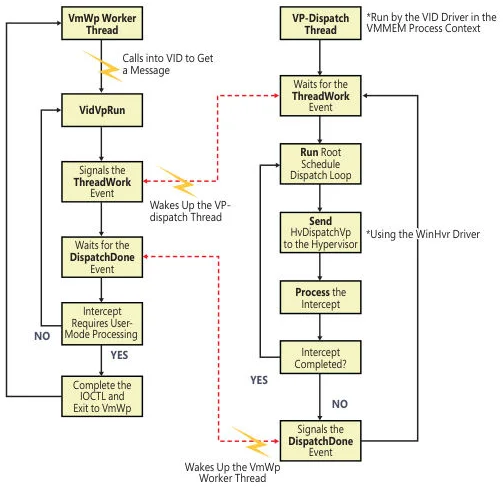 VmWp Worker
Thread
Calls into VID to Get
a Message
VidVpRun
Signals the
ThreadWork
Event
Wakes Up the VP-
dispatch Thread
Waits for the
DispatchDone
Event
Intercept
Requires User-
Mode Processing
NO
YES
Complete the
IOCTL and
Exit to VmWp
VP-Dispatch
Thread
*Run by the VID Driver in the
VMMEM Process Context
Waits for the
ThreadWork
Event
Run Root
Schedule
Dispatch Loop
Send
HvDispatchVp
to the Hypervisor
*Using the WinHvr Driver
Process the
Intercept
Intercept
Completed?
YES
NO
Signals the
DispatchDone
Event
Wakes Up the VmWp
Worker Thread